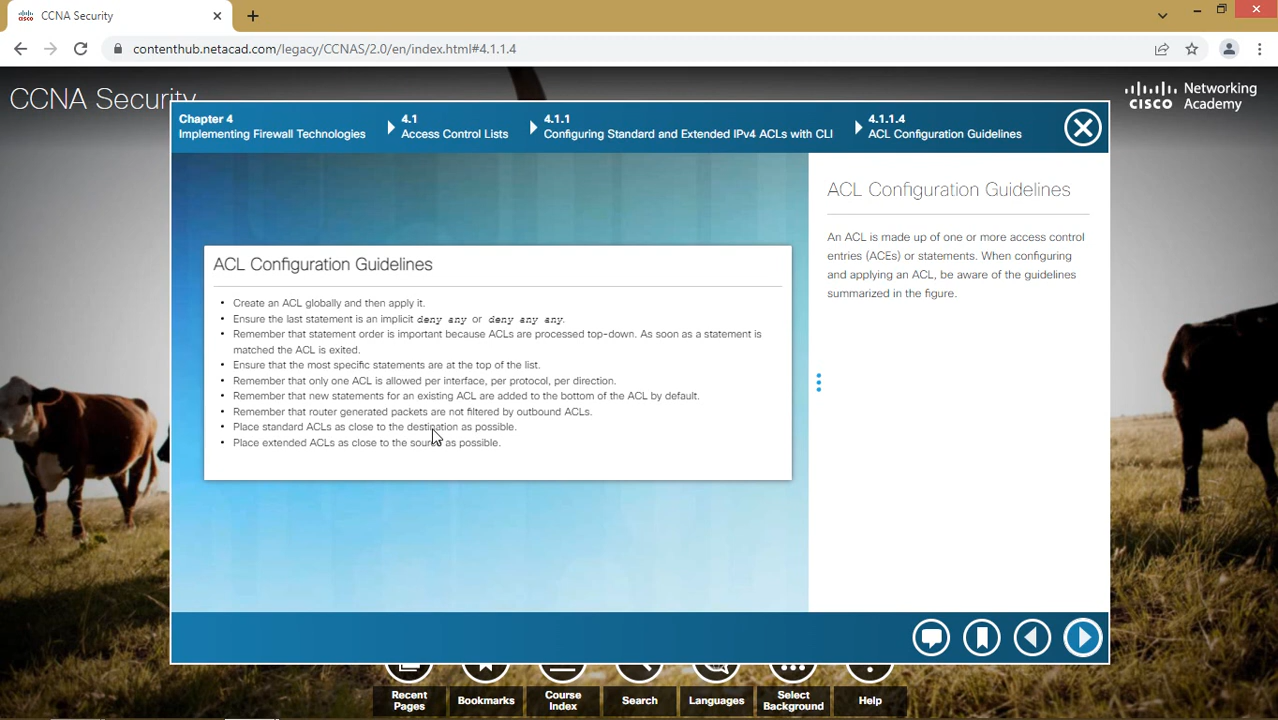 CCNA Security
contenthub.netacad.com/legacy/CCNAS/2.0/en/index.html#4.1.1.4
CCNA Security
Networking
CISCO Academy
Chapter 4
Implementing Firewall Technologies
4.1
Access Control Lists
4.1.1
Configuring Standard and Extended IPv4 ACLs with CLI
4.1.1.4
ACL Configuration Guidelines
ACL Configuration Guidelines
• Create an ACL globally and then apply it.
• Ensure the last statement is an implicit deny any or deny any any.
• Remember that statement order is important because ACLs are processed top-down. As soon as a statement is
matched the ACL is exited.
• Ensure that the most specific statements are at the top of the list.
• Remember that only one ACL is allowed per interface, per protocol, per direction.
• Remember that new statements for an existing ACL are added to the bottom of the ACL by default.
• Remember that router generated packets are not filtered by outbound ACLs.
• Place standard ACLs as close to the destination as possible.
• Place extended ACLs as close to the source as possible.
ACL Configuration Guidelines
An ACL is made up of one or more access control
entries (ACEs) or statements. When configuring
and applying an ACL, be aware of the guidelines
summarized in the figure.
Recent
Pages
Bookmarks
Course
Index
Search
Languages
Select
Background
Help